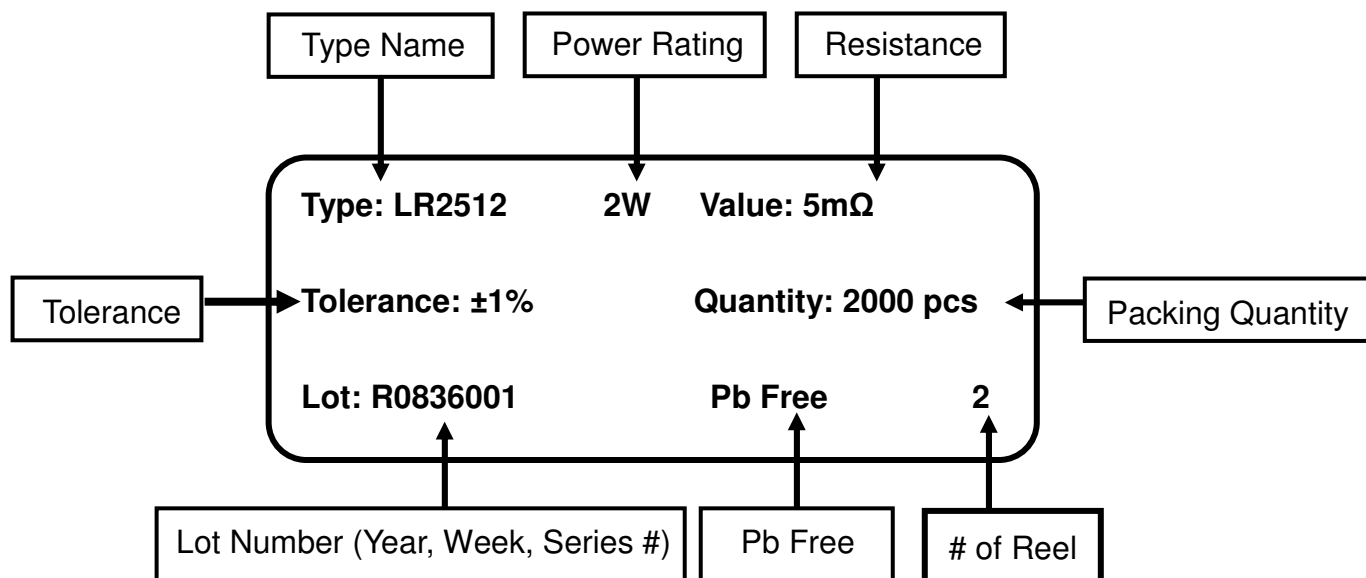 Type Name Power Rating Resistance
Type: LR2512 2W Value: 5mΩ
Tolerance Tolerance: ±1% Quantity: 2000 pcs Packing Quantity
Lot: R0836001 Pb Free 2
Lot Number (Year, Week, Series #) Pb Free # of Reel